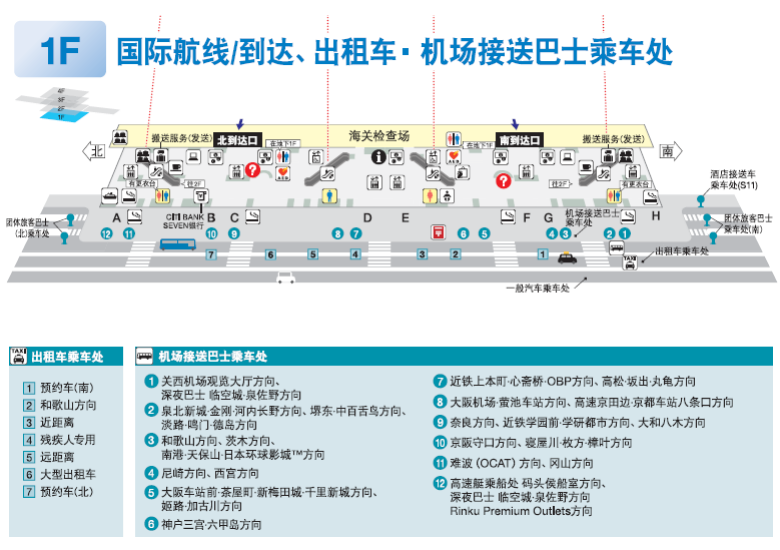 1F 国际航线/到达、出租车・机场接送巴士乘车处
4F
3F
2F
1F
北
搬送服务(发送)
北到达口
在地下1F
海关检查场
在地下1F
南到达口
搬送服务(发送)
南
有更衣台
往2F
往2F
有更衣台
酒店接送车
乘车处(S11)
团体旅客巴士
(北)乘车处
A
CITI BANK
SEVEN银行
B
C
D
E
F
G
机场接送巴士
乘车处
H
团体旅客巴士
乘车处(南)
12 11 10 9 8 7 6 5 4 3 2 1
7 6 5 4 3 2 1
TAXI
出租车乘车处
一般汽车乘车处
TAXI 出租车乘车处
1 预约车(南)
2 和歌山方向
3 近距离
4 残疾人专用
5 远距离
6 大型出租车
7 预约车(北)
机场接送巴士乘车处
1 关西机场观览大厅方向、
深夜巴士 临空城·泉佐野方向
2 泉北新城·金刚·河内长野方向、堺东·中百舌鸟方向、
淡路·鸣门·德岛方向
3 和歌山方向、茨木方向、
南港·天保山·日本环球影城™方向
4 尼崎方向、西宫方向
5 大阪车站前·茶屋町·新梅田城·千里新城方向、
姬路·加古川方向
6 神户三宫·六甲岛方向
7 近铁上本町·心斋桥·OBP方向、高松·坂出·丸龟方向
8 大阪机场·萤池车站方向、高速京田边·京都车站八条口方向
9 奈良方向、近铁学园前·学研都市方向、大和八木方向
10 京阪守口方向、寝屋川·枚方·樟叶方向
11 难波（OCAT）方向、冈山方向
12 高速艇乘船处 码头侯船室方向、
深夜巴士 临空城·泉佐野方向
Rinku Premium Outlets方向